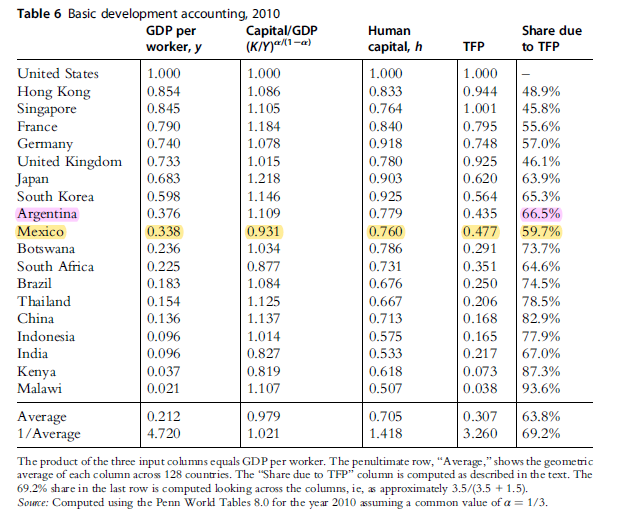 Table 6 Basic development accounting, 2010
GDP per worker, y Capital/GDP (K/Y)^α/(1−α) Human capital, h TFP Share due to TFP
United States 1.000 1.000 1.000 1.000 –
Hong Kong 0.854 1.086 0.833 0.944 48.9%
Singapore 0.845 1.105 0.764 1.001 45.8%
France 0.790 1.184 0.840 0.795 55.6%
Germany 0.740 1.078 0.918 0.748 57.0%
United Kingdom 0.733 1.015 0.780 0.925 46.1%
Japan 0.683 1.218 0.903 0.620 63.9%
South Korea 0.598 1.146 0.925 0.564 65.3%
Argentina 0.376 1.109 0.779 0.435 66.5%
Mexico 0.338 0.931 0.760 0.477 59.7%
Botswana 0.236 1.034 0.786 0.291 73.7%
South Africa 0.225 0.877 0.731 0.351 64.6%
Brazil 0.183 1.084 0.676 0.250 74.5%
Thailand 0.154 1.125 0.667 0.206 78.5%
China 0.136 1.137 0.713 0.168 82.9%
Indonesia 0.096 1.014 0.575 0.165 77.9%
India 0.096 0.827 0.533 0.217 67.0%
Kenya 0.037 0.819 0.618 0.073 87.3%
Malawi 0.021 1.107 0.507 0.038 93.6%
Average 0.212 0.979 0.705 0.307 63.8%
1/Average 4.720 1.021 1.418 3.260 69.2%
The product of the three input columns equals GDP per worker. The penultimate row, “Average,” shows the geometric
average of each column across 128 countries. The “Share due to TFP” column is computed as described in the text. The
69.2% share in the last row is computed looking across the columns, ie, as approximately 3.5/(3.5 + 1.5).
Source: Computed using the Penn World Tables 8.0 for the year 2010 assuming a common value of α = 1/3.